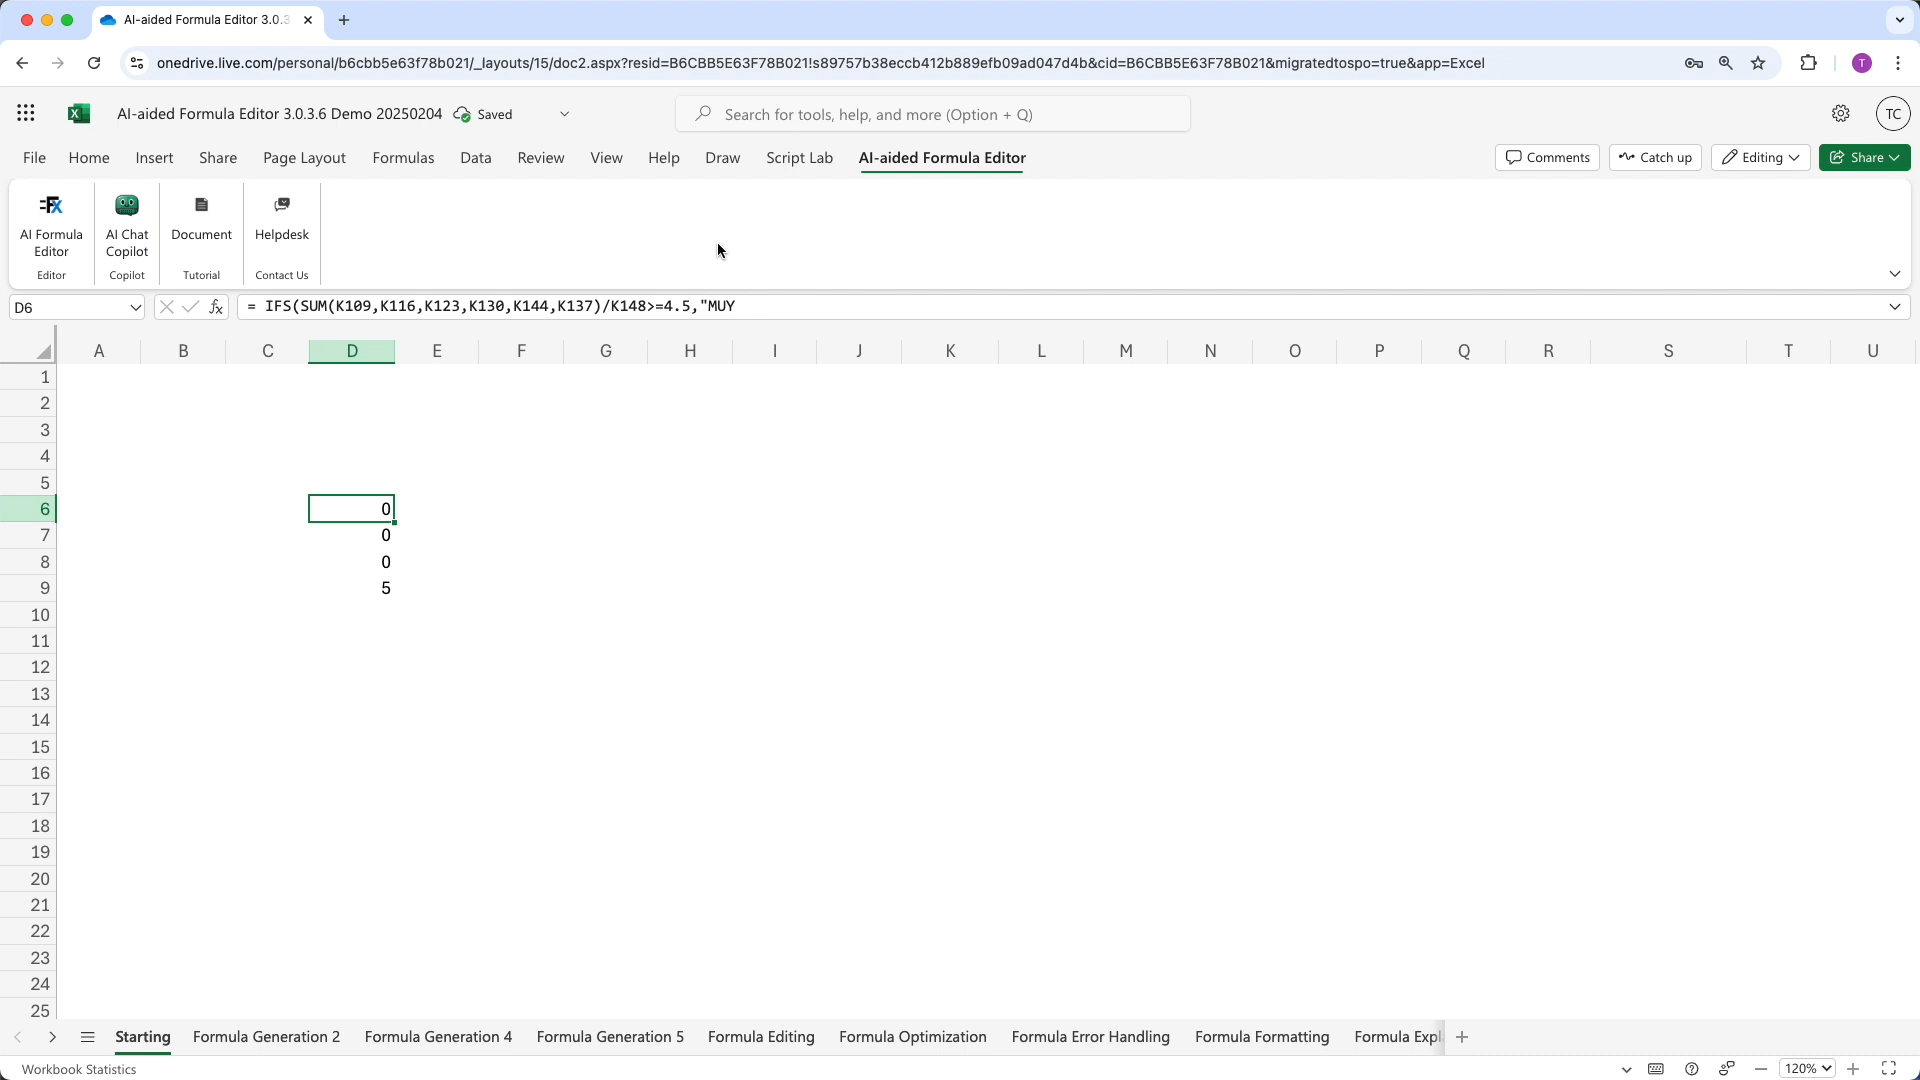 AI-aided Formula Editor 3.0.3
onedrive.live.com/personal/b6cbb5e63f78b021/_layouts/15/doc2.aspx?resid=B6CBB5E63F78B021!s89757b38eccb412b889efb09ad047d4b&cid=B6CBB5E63F78B021&migratedtospo=true&app=Excel
T
AI-aided Formula Editor 3.0.3.6 Demo 20250204 Saved
Search for tools, help, and more (Option + Q)
TC
File Home Insert Share Page Layout Formulas Data Review View Help Draw Script Lab AI-aided Formula Editor
Comments Catch up Editing Share
AI Formula Editor
AI Chat Copilot
Document
Helpdesk
Editor Copilot Tutorial Contact Us
D6 fx = IFS(SUM(K109,K116,K123,K130,K144,K137)/K148>=4.5,"MUY
A B C D E F G H I J K L M N O P Q R S T U
1
2
3
4
5
6 0
7 0
8 0
9 5
10
11
12
13
14
15
16
17
18
19
20
21
22
23
24
25
Starting Formula Generation 2 Formula Generation 4 Formula Generation 5 Formula Editing Formula Optimization Formula Error Handling Formula Formatting Formula Expl
Workbook Statistics
120%